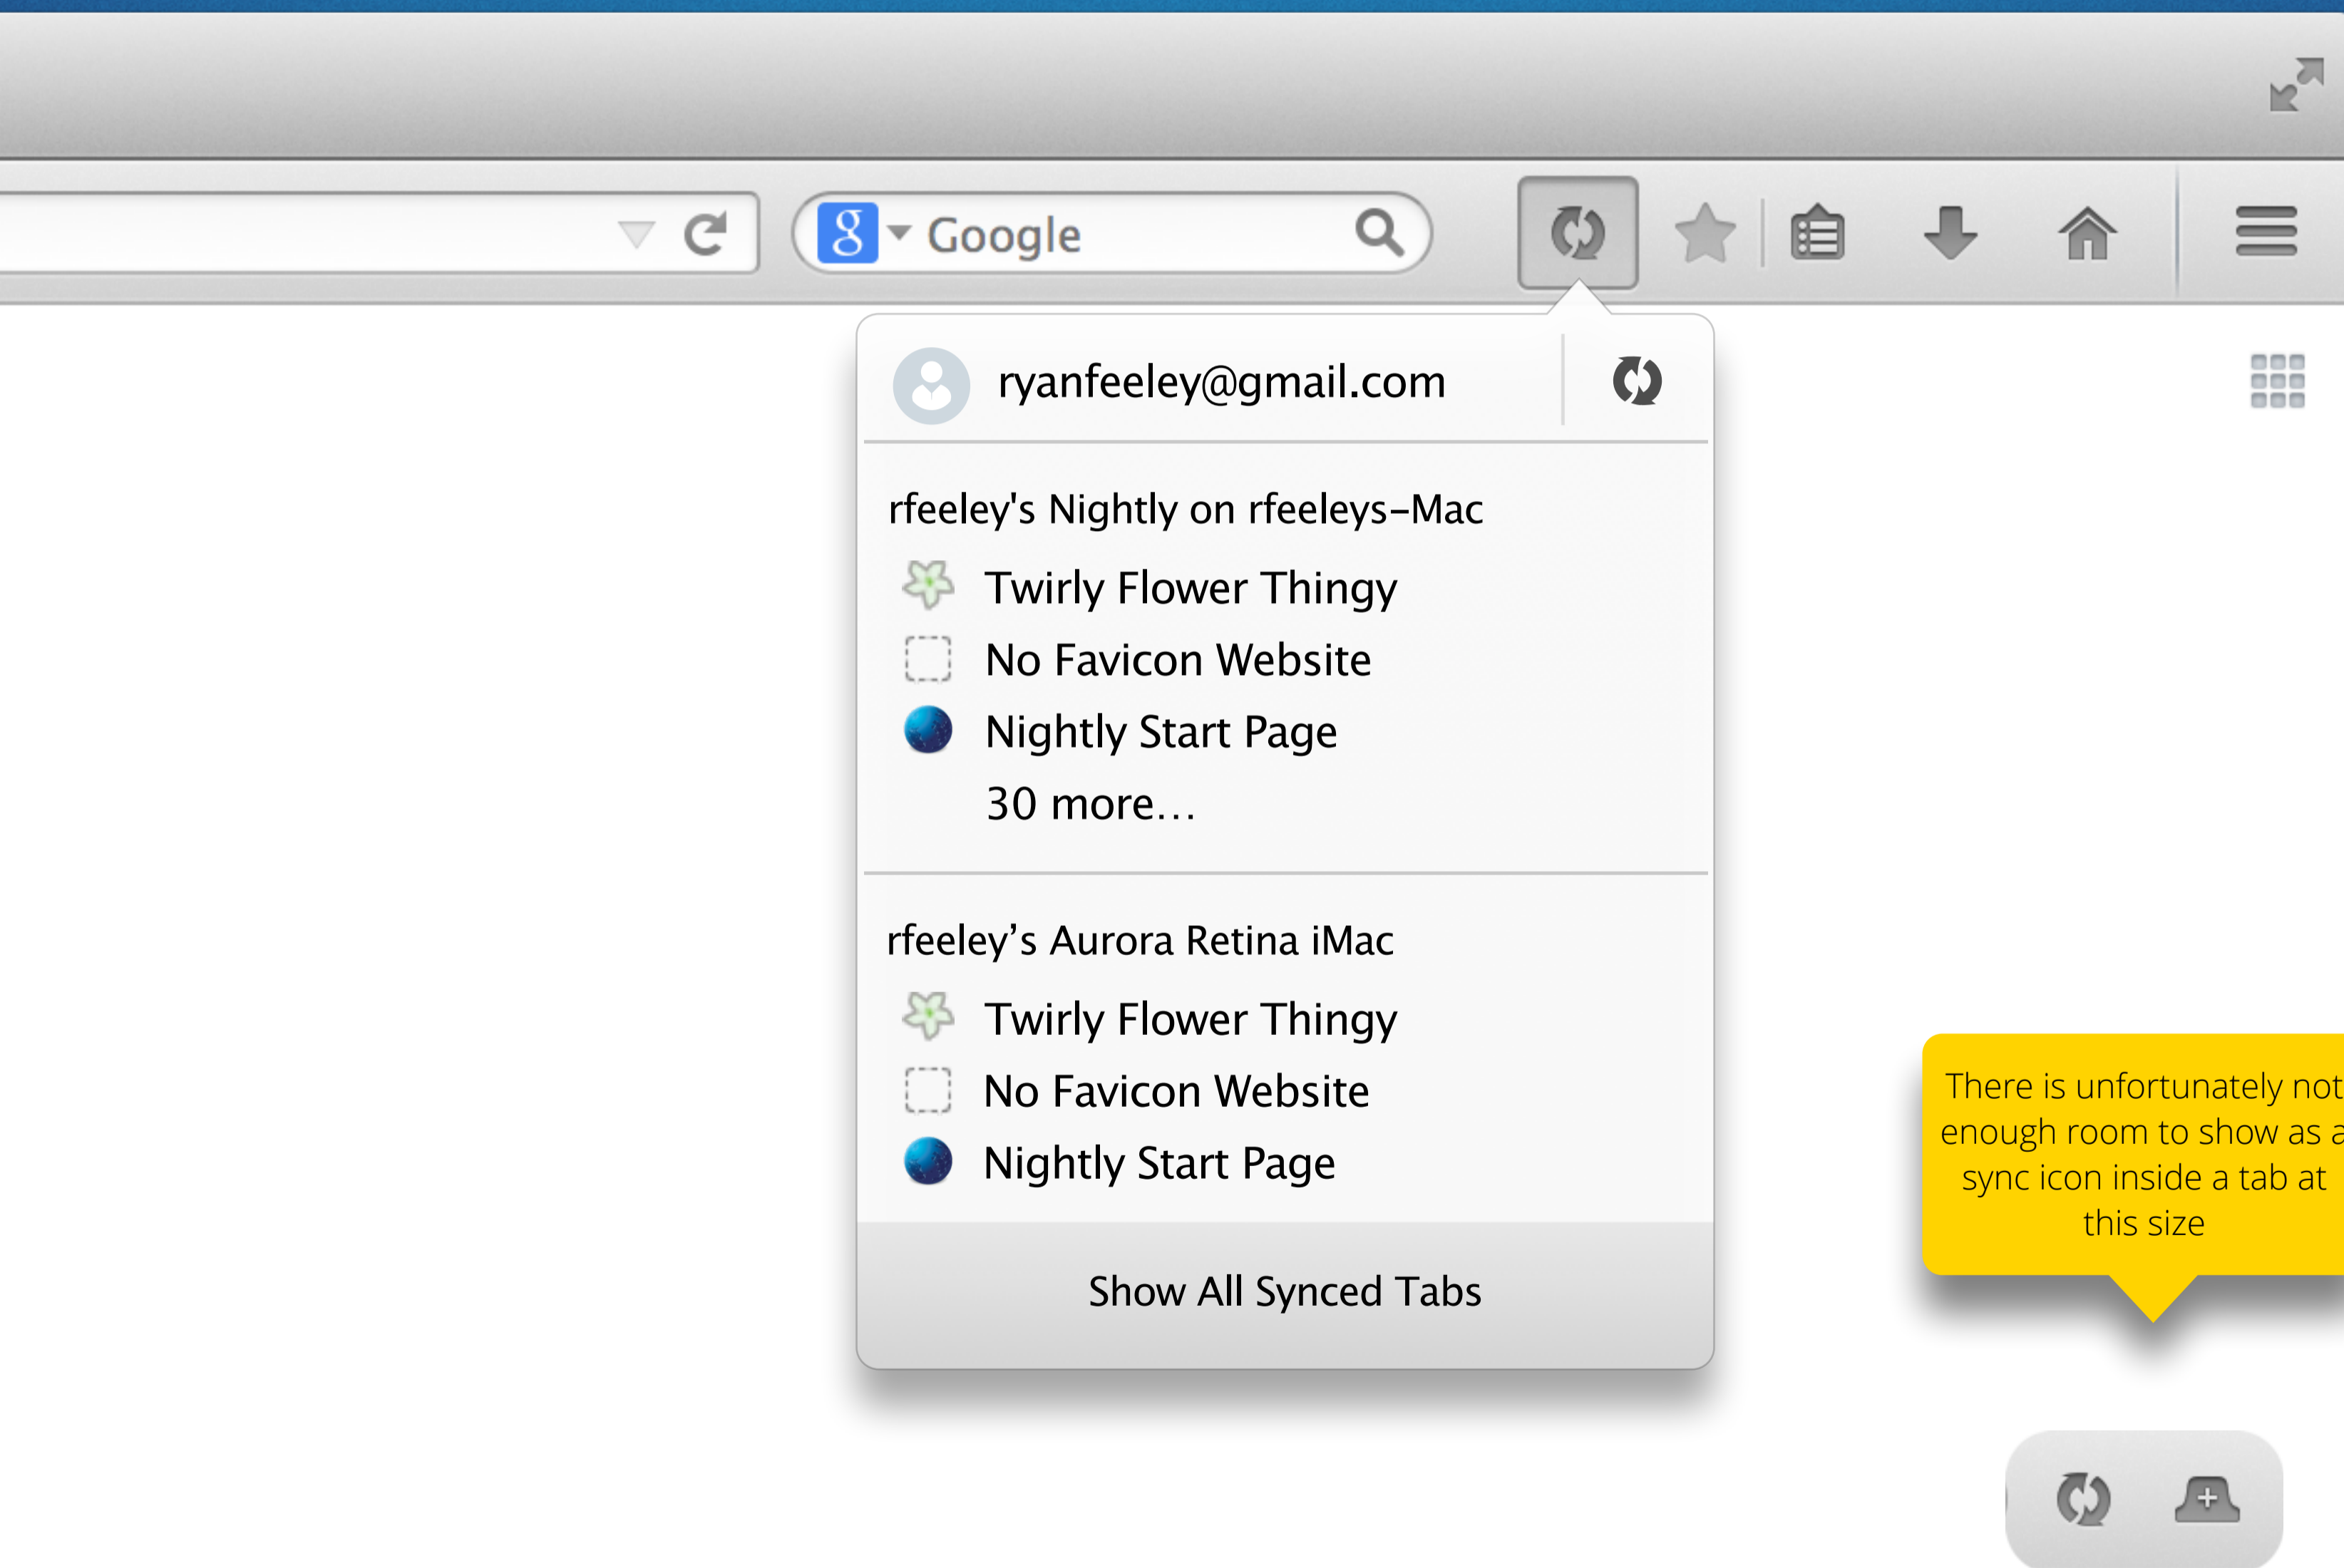 g Google
ryanfeeley@gmail.com
rfeeley's Nightly on rfeeleys-Mac
Twirly Flower Thingy
No Favicon Website
Nightly Start Page
30 more…
rfeeley’s Aurora Retina iMac
Twirly Flower Thingy
No Favicon Website
Nightly Start Page
Show All Synced Tabs
There is unfortunately not
enough room to show as a
sync icon inside a tab at
this size